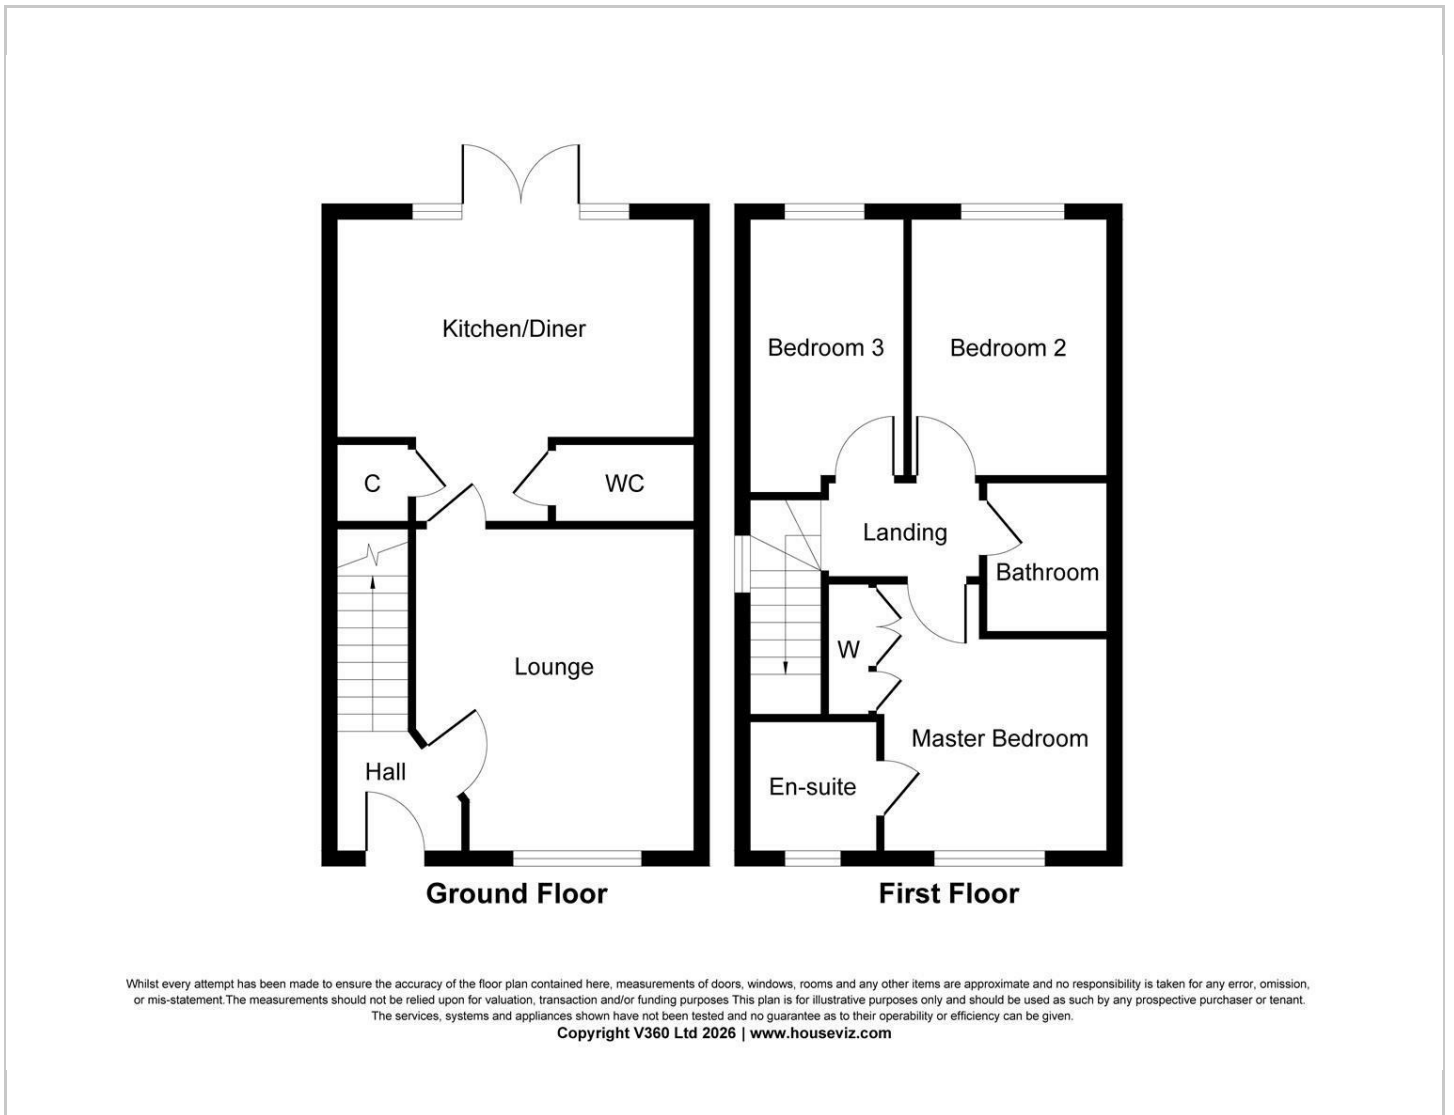 Kitchen/Diner
C
WC
Lounge
Hall
Ground Floor
Bedroom 3
Bedroom 2
Landing
Bathroom
W
Master Bedroom
En-suite
First Floor
Whilst every attempt has been made to ensure the accuracy of the floor plan contained here, measurements of doors, windows, rooms and any other items are approximate and no responsibility is taken for any error, omission,
or mis-statement.The measurements should not be relied upon for valuation, transaction and/or funding purposes This plan is for illustrative purposes only and should be used as such by any prospective purchaser or tenant.
The services, systems and appliances shown have not been tested and no guarantee as to their operability or efficiency can be given.
Copyright V360 Ltd 2026 | www.houseviz.com